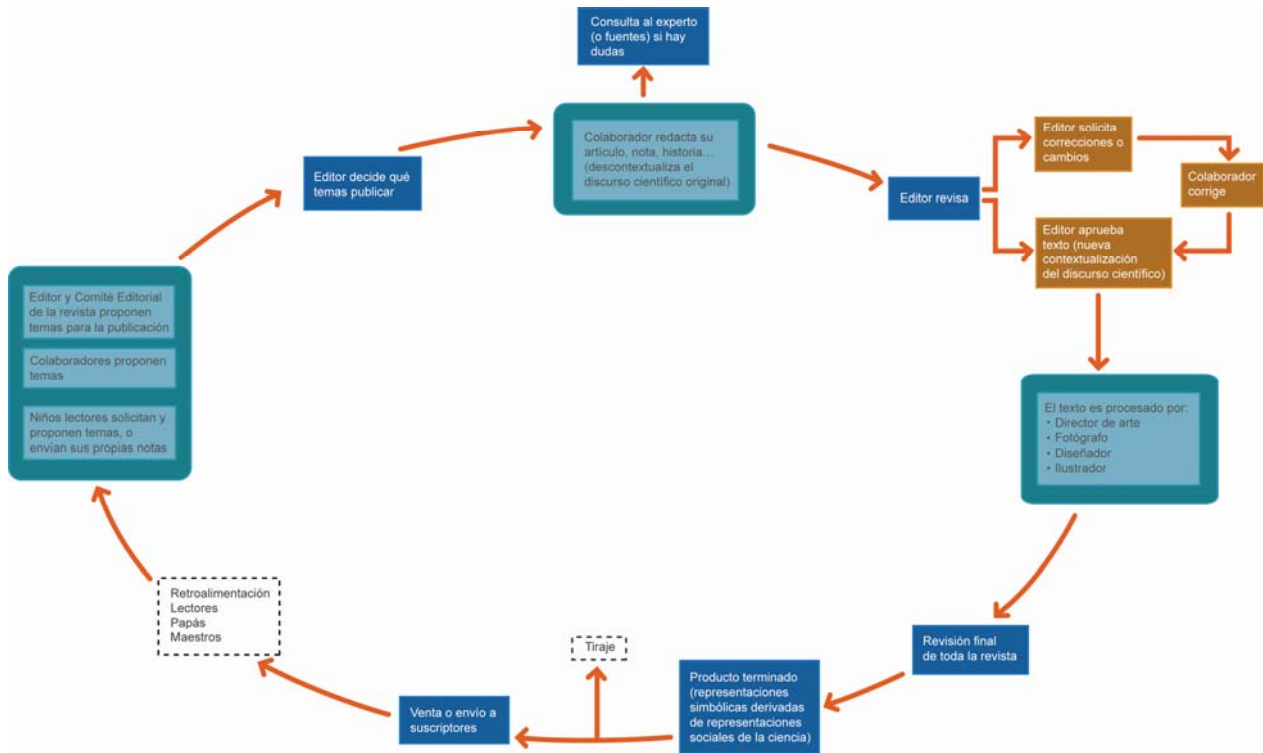 Consulta al experto
(o fuentes) si hay
dudas
Colaborador redacta su
artículo, nota, historia...
(descontextualiza el
discurso científico original)
Editor decide qué
temas publicar
Editor revisa
Editor solicita
correcciones o
cambios
Colaborador
corrige
Editor aprueba
texto (nueva
contextualización
del discurso científico)
Editor y Comité Editorial
de la revista proponen
temas para la publicación
Colaboradores proponen
temas
Niños lectores solicitan y
proponen temas, o
envían sus propias notas
El texto es procesado por:
• Director de arte
• Fotógrafo
• Diseñador
• Ilustrador
Revisión final
de toda la revista
Producto terminado
(representaciones
simbólicas derivadas
de representaciones
sociales de la ciencia)
Tiraje
Venta o envío a
suscriptores
Retroalimentación
Lectores
Papás
Maestros